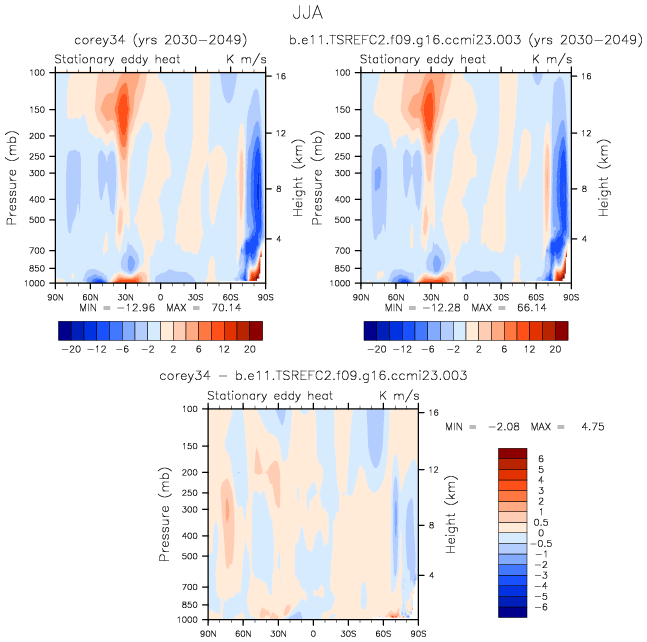 JJA
corey34 (yrs 2030-2049)
b.e11.TSREFC2.f09.g16.ccmi23.003 (yrs 2030-2049)
Stationary eddy heat K m/s
Stationary eddy heat K m/s
Pressure (mb)
100
150
200
250
300
400
500
700
850
1000
16
12
8
4
Height (km)
90N 60N 30N 0 30S 60S 90S
MIN = -12.96 MAX = 70.14
-20 -12 -6 -2 2 6 12 20
Pressure (mb)
100
150
200
250
300
400
500
700
850
1000
16
12
8
4
Height (km)
90N 60N 30N 0 30S 60S 90S
MIN = -12.28 MAX = 66.14
-20 -12 -6 -2 2 6 12 20
corey34 - b.e11.TSREFC2.f09.g16.ccmi23.003
Stationary eddy heat K m/s
Pressure (mb)
100
150
200
250
300
400
500
700
850
1000
16
12
8
4
Height (km)
90N 60N 30N 0 30S 60S 90S
MIN = -2.08 MAX = 4.75
6
5
4
3
2
1
0.5
0
-0.5
-1
-2
-3
-4
-5
-6